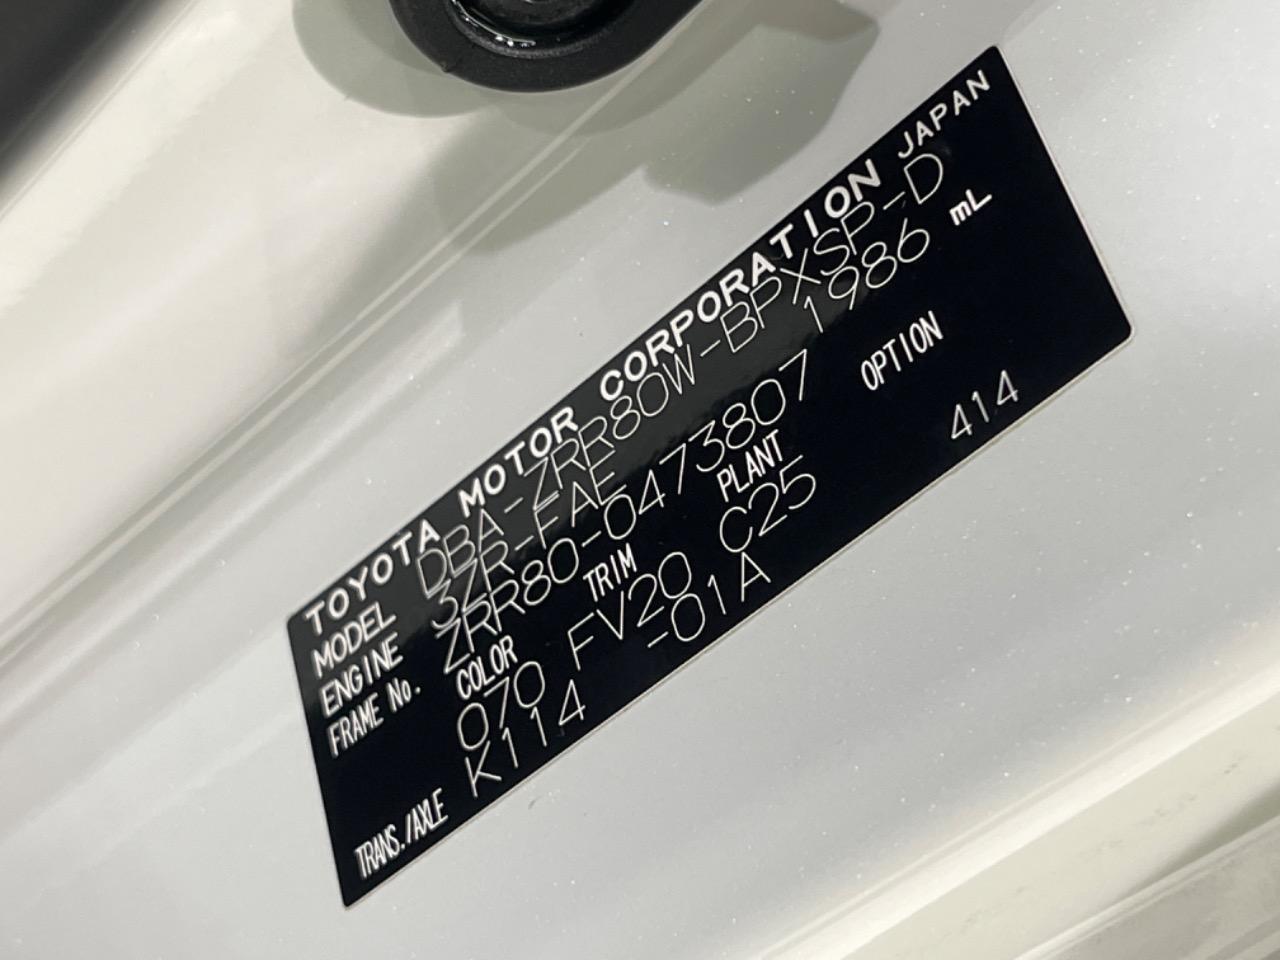 TOYOTA MOTOR CORPORATION JAPAN
MODEL DBA-ZRR80W-BPXSP-D
ENGINE 3ZR-FAE 1986 mL
FRAME No. ZRR80-0473807
COLOR TRIM PLANT OPTION
070 FV20 C25 414
TRANS./AXLE K114 -01A